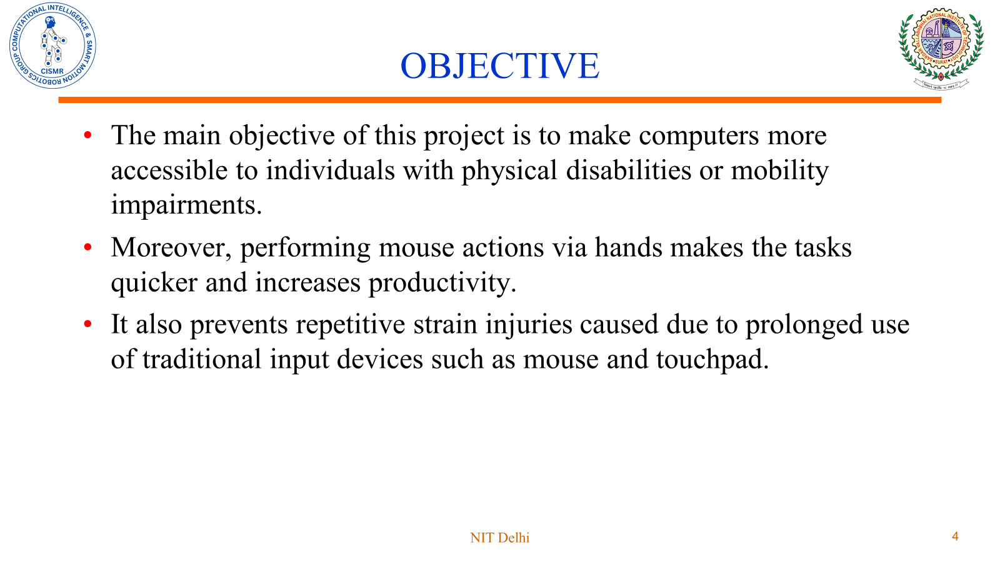 COMPUTATIONAL INTELLIGENCE & SMART MOTION ROBOTICS GROUP
CISMR
SARDAR VALLABHBHAI NATIONAL INSTITUTE OF TECHNOLOGY
SURAT
OBJECTIVE
• The main objective of this project is to make computers more
accessible to individuals with physical disabilities or mobility
impairments.
• Moreover, performing mouse actions via hands makes the tasks
quicker and increases productivity.
• It also prevents repetitive strain injuries caused due to prolonged use
of traditional input devices such as mouse and touchpad.
NIT Delhi
4